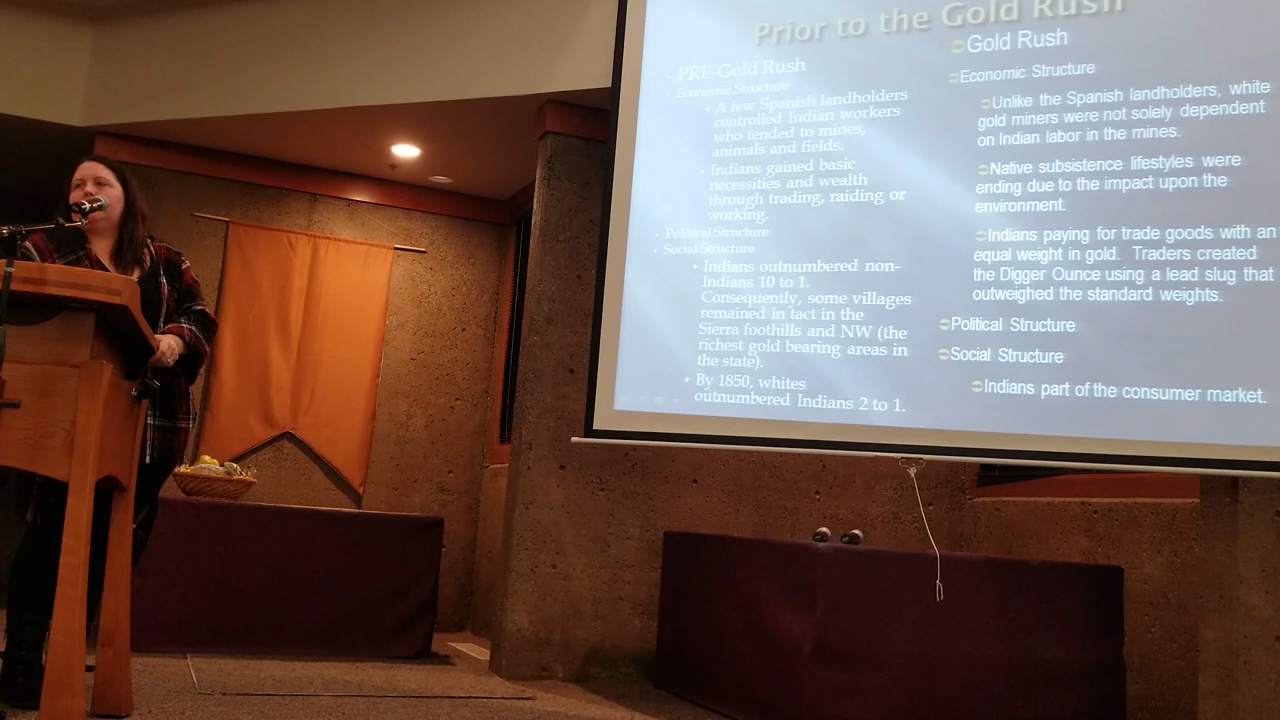 Prior to the Gold Rush
PRE-Gold Rush
Economic Structure
A few Spanish landholders
controlled Indian workers
who tended to mines,
animals and fields.
Indians gained basic
necessities and wealth
through trading, raiding or
working.
Political Structure
Social Structure
Indians outnumbered non-
Indians 10 to 1.
Consequently, some villages
remained in tact in the
Sierra foothills and NW (the
richest gold bearing areas in
the state).
By 1850, whites
outnumbered Indians 2 to 1.
Gold Rush
Economic Structure
Unlike the Spanish landholders, white
gold miners were not solely dependent
on Indian labor in the mines.
Native subsistence lifestyles were
ending due to the impact upon the
environment.
Indians paying for trade goods with an
equal weight in gold. Traders created
the Digger Ounce using a lead slug that
outweighed the standard weights.
Political Structure
Social Structure
Indians part of the consumer market.